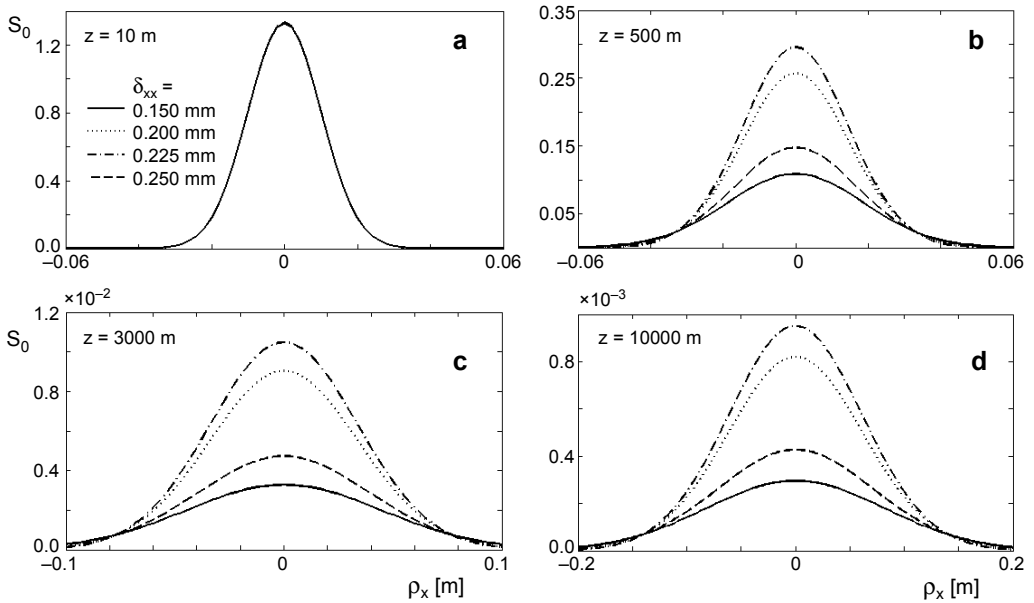 S0
z = 10 m
a
δxx =
0.150 mm
0.200 mm
0.225 mm
0.250 mm
1.2
0.8
0.4
0.0
–0.06
0
0.06
0.35
z = 500 m
b
0.25
0.15
0.05
–0.06
0
0.06
×10–2
1.2
S0
z = 3000 m
c
0.8
0.4
0.0
–0.1
0
0.1
ρx [m]
×10–3
z = 10000 m
d
0.8
0.4
0.0
–0.2
0
0.2
ρx [m]